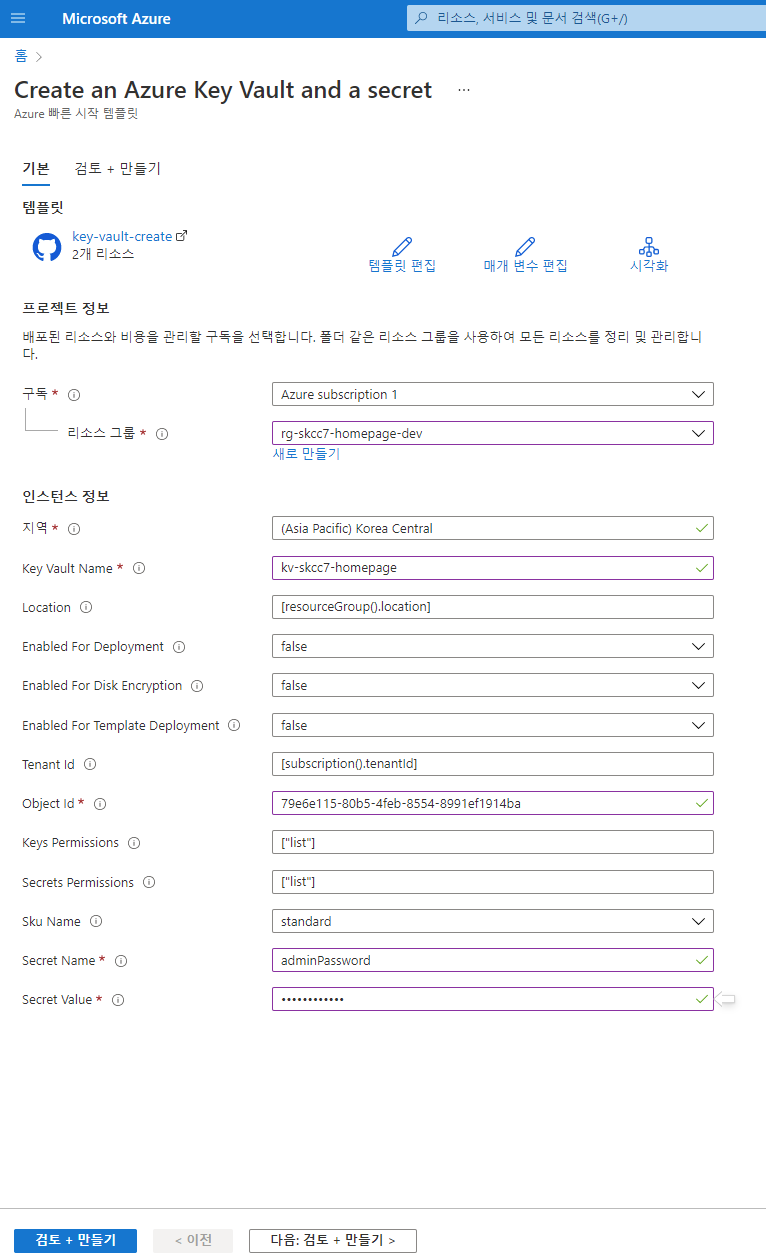 Microsoft Azure
리소스, 서비스 및 문서 검색(G+/)
홈
Create an Azure Key Vault and a secret ...
Azure 빠른 시작 템플릿
기본 검토 + 만들기
템플릿
key-vault-create
2개 리소스
템플릿 편집 매개 변수 편집 시각화
프로젝트 정보
배포된 리소스와 비용을 관리할 구독을 선택합니다. 폴더 같은 리소스 그룹을 사용하여 모든 리소스를 정리 및 관리합니
다.
구독 * Azure subscription 1
리소스 그룹 * rg-skcc7-homepage-dev
새로 만들기
인스턴스 정보
지역 * (Asia Pacific) Korea Central
Key Vault Name * kv-skcc7-homepage
Location [resourceGroup().location]
Enabled For Deployment false
Enabled For Disk Encryption false
Enabled For Template Deployment false
Tenant Id [subscription().tenantId]
Object Id * 79e6e115-80b5-4feb-8554-8991ef1914ba
Keys Permissions ["list"]
Secrets Permissions ["list"]
Sku Name standard
Secret Name * adminPassword
Secret Value * ••••••••••••
검토 + 만들기 < 이전 다음: 검토 + 만들기 >